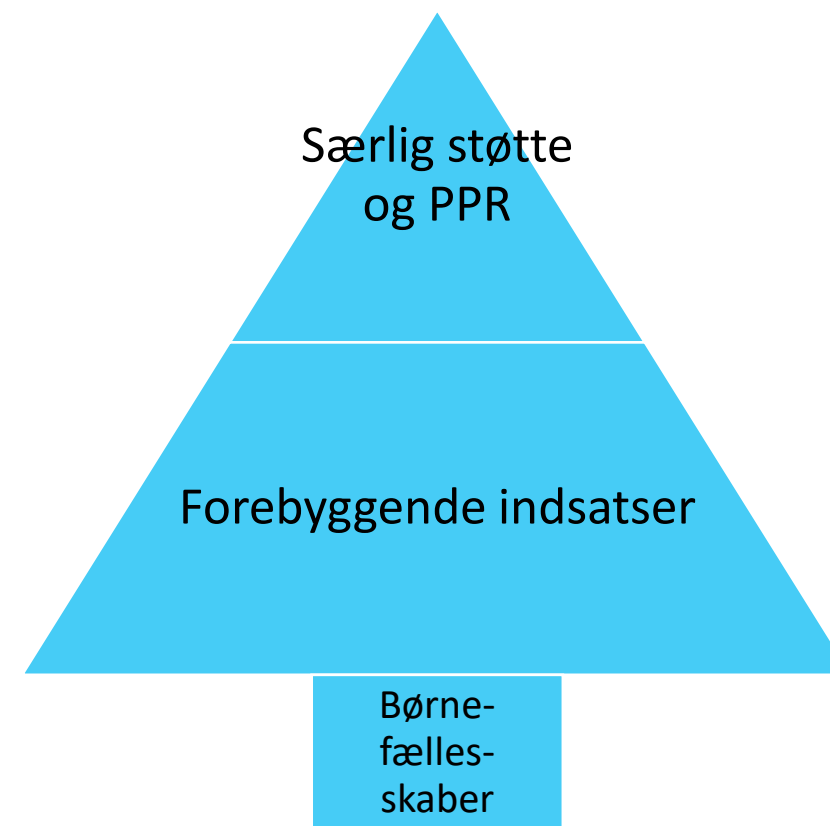 Særlig støtte
og PPR
Forebyggende indsatser
Børne-
fælles-
skaber